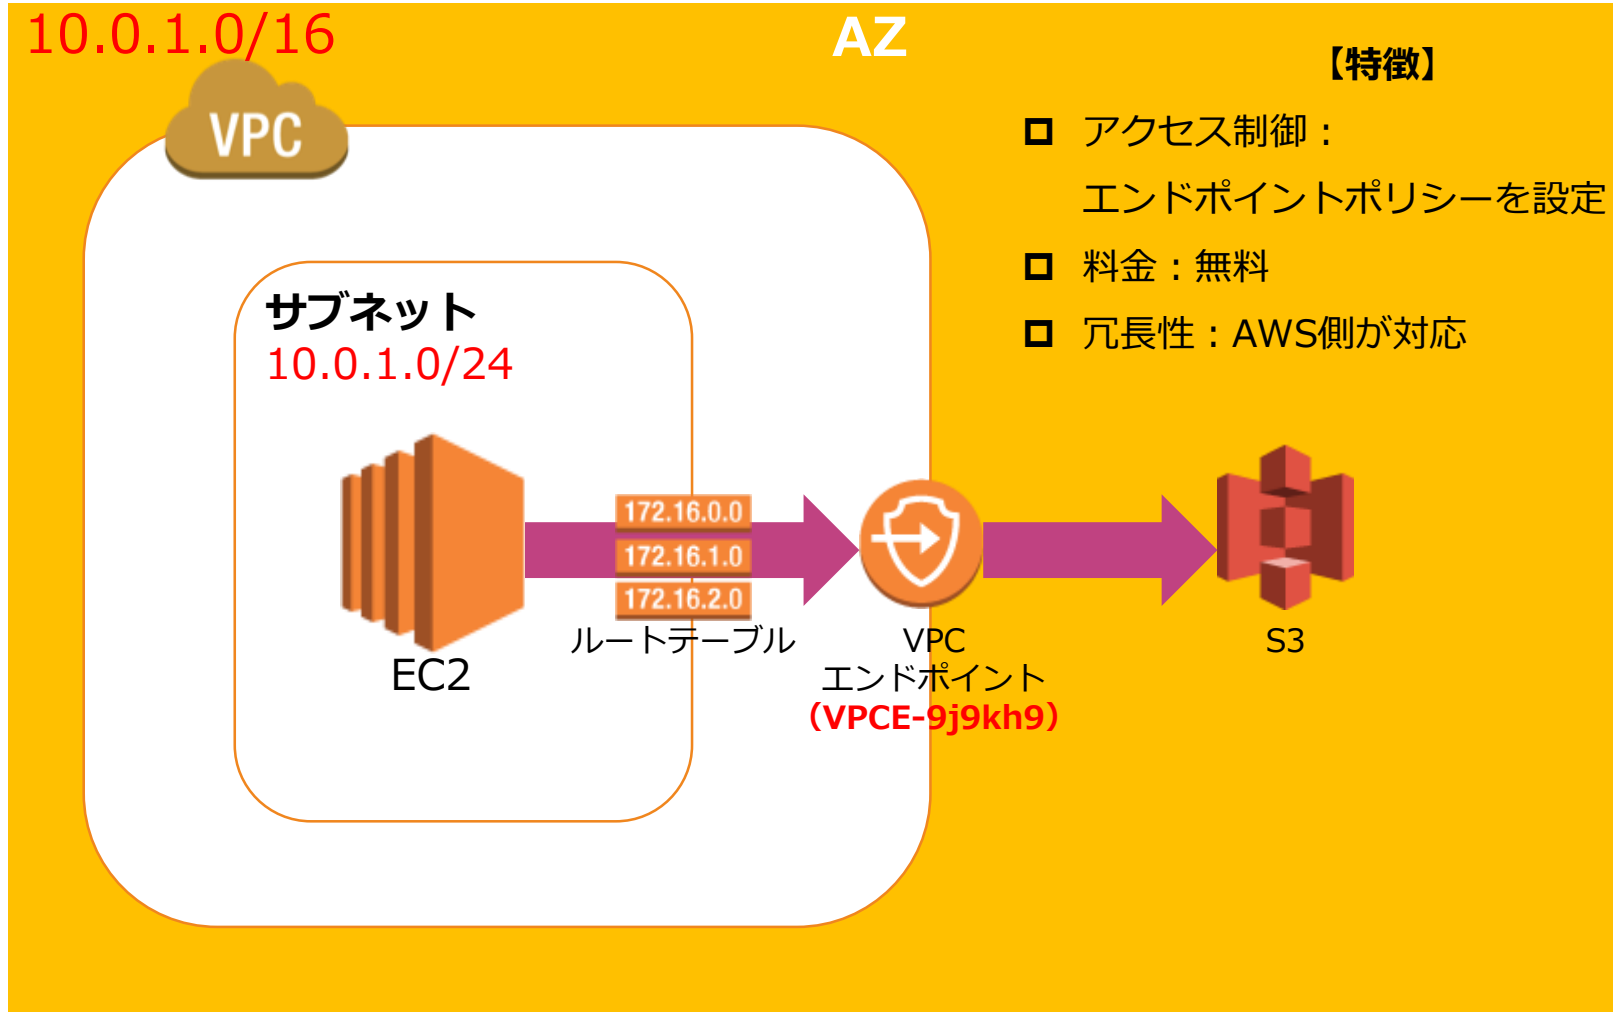 10.0.1.0/16
AZ
VPC
【特徴】
アクセス制御：
エンドポイントポリシーを設定
料金：無料
冗長性：AWS側が対応
サブネット
10.0.1.0/24
172.16.0.0
172.16.1.0
172.16.2.0
EC2
ルートテーブル
VPC
エンドポイント
（VPCE-9j9kh9）
S3